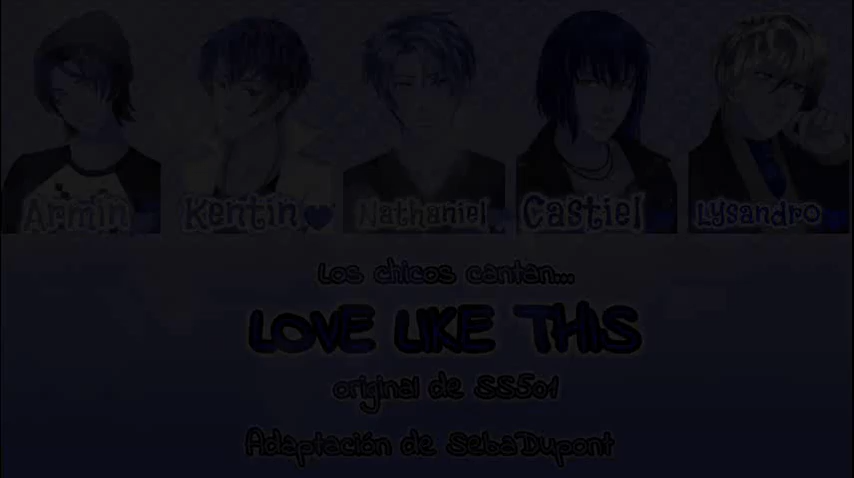 Armin Kentin Nathaniel Castiel Lysandro
Los chicos cantan...
LOVE LIKE THIS
original de SS501
Adaptación de SebaDupont